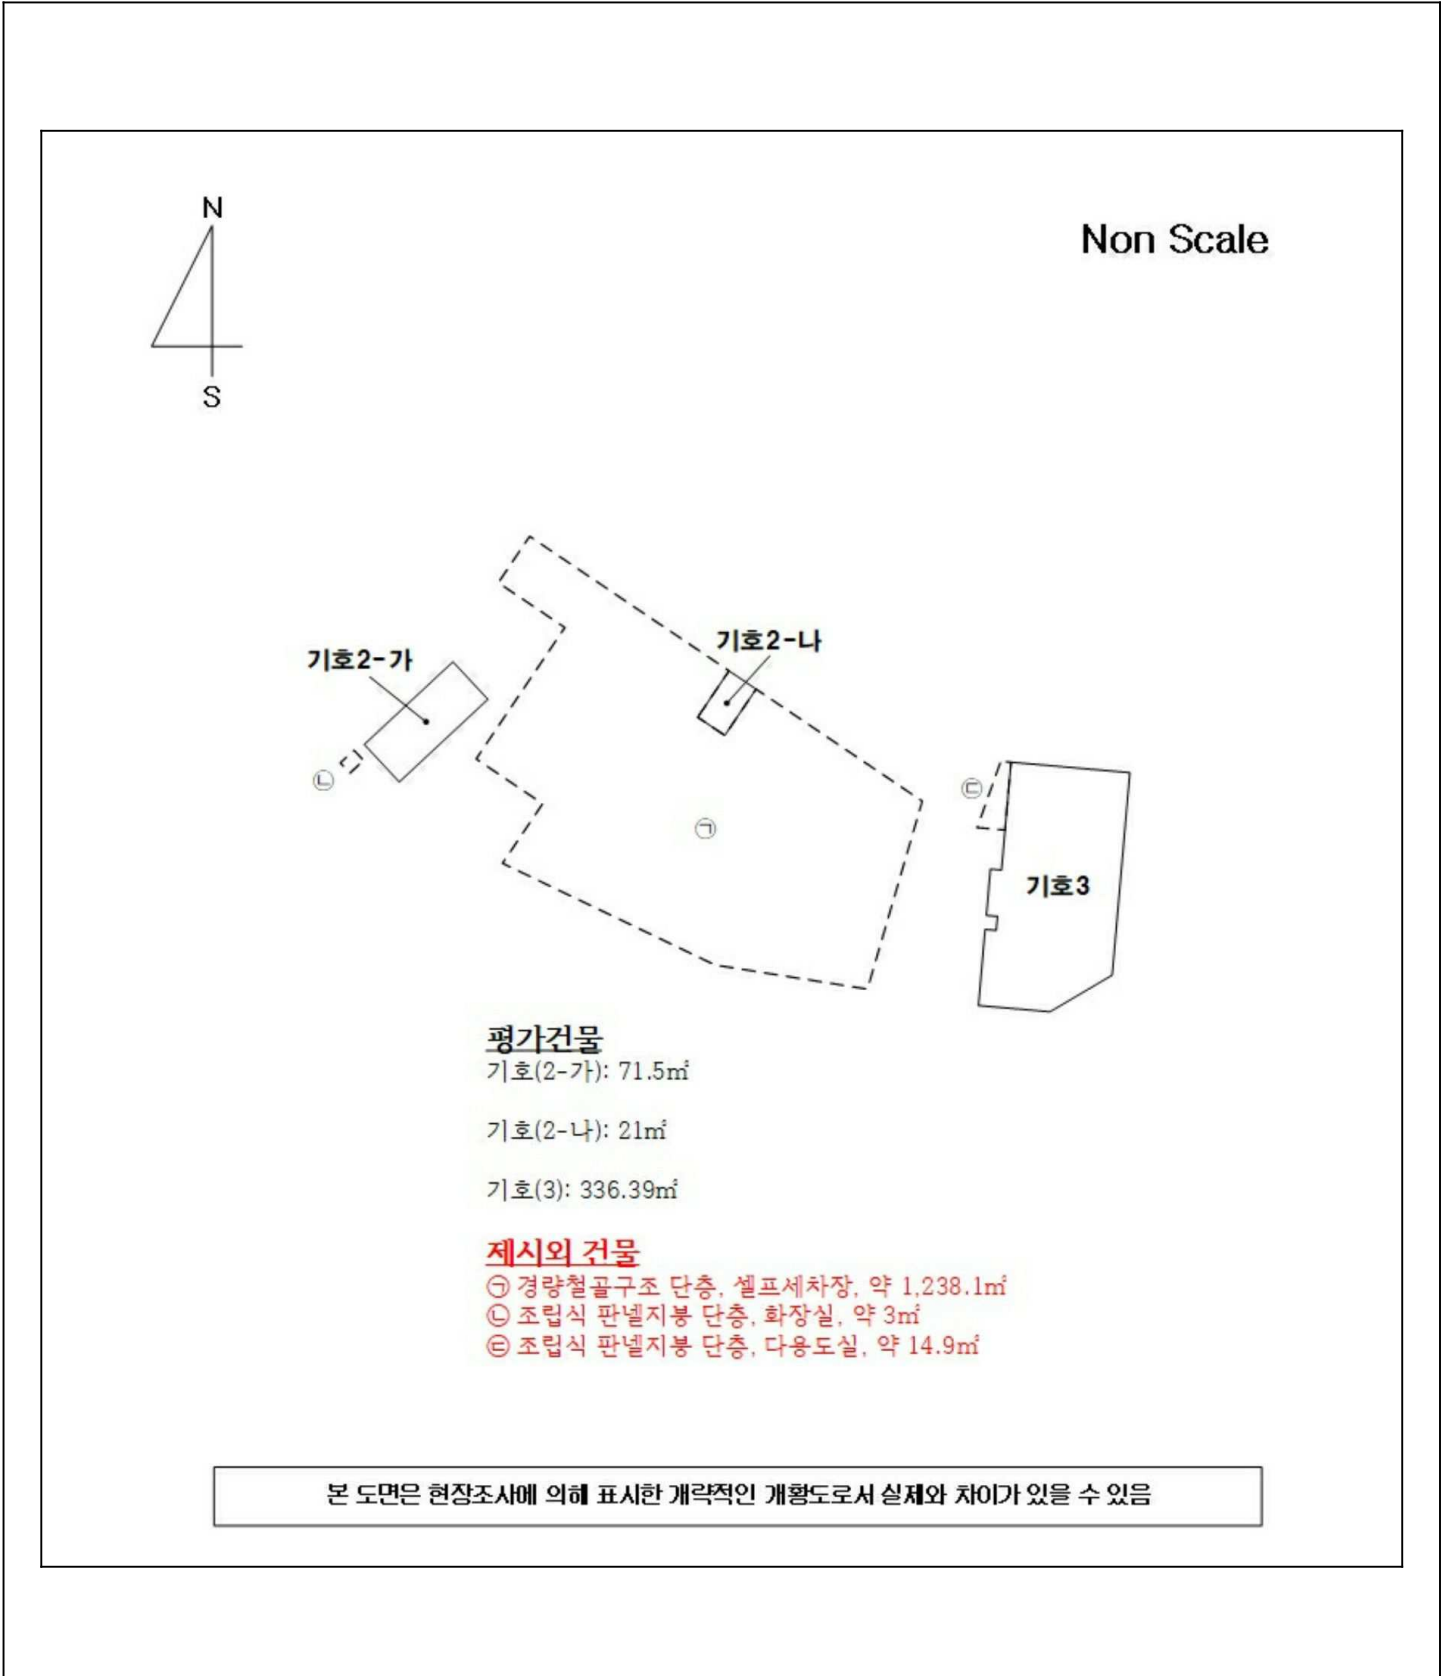 N
Non Scale
S
기호2-나
기호2-가
㉡
㉢
㉠
기호3
평가건물
기호(2-가): 71.5㎡
기호(2-나): 21㎡
기호(3): 336.39㎡
제시외 건물
㉠ 경량철골구조 단층, 셀프세차장, 약 1,238.1㎡
㉡ 조립식 판넬지붕 단층, 화장실, 약 3㎡
㉢ 조립식 판넬지붕 단층, 다용도실, 약 14.9㎡
본 도면은 현장조사에 의해 표시한 개략적인 개황도로서 실제와 차이가 있을 수 있음